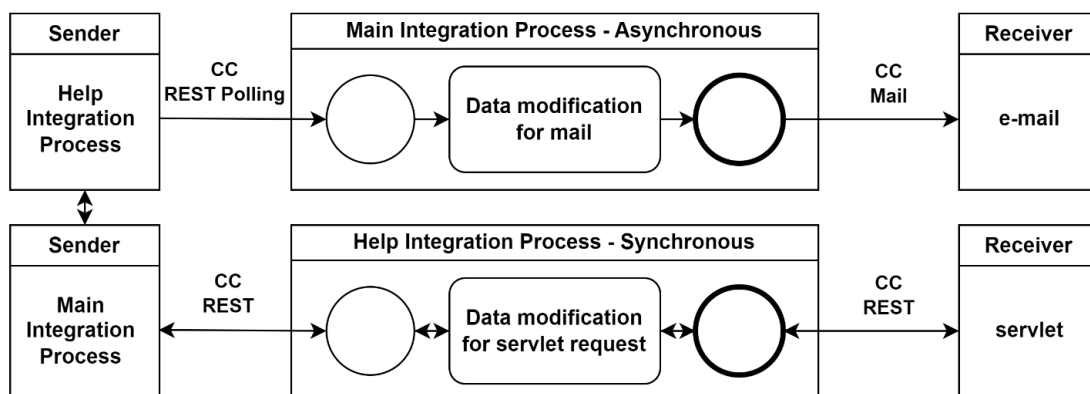 Sender
Main Integration Process - Asynchronous
Receiver
Help
Integration
Process
CC
REST Polling
Data modification
for mail
CC
Mail
e-mail
Sender
Help Integration Process - Synchronous
Receiver
Main
Integration
Process
CC
REST
Data modification
for servlet request
CC
REST
servlet